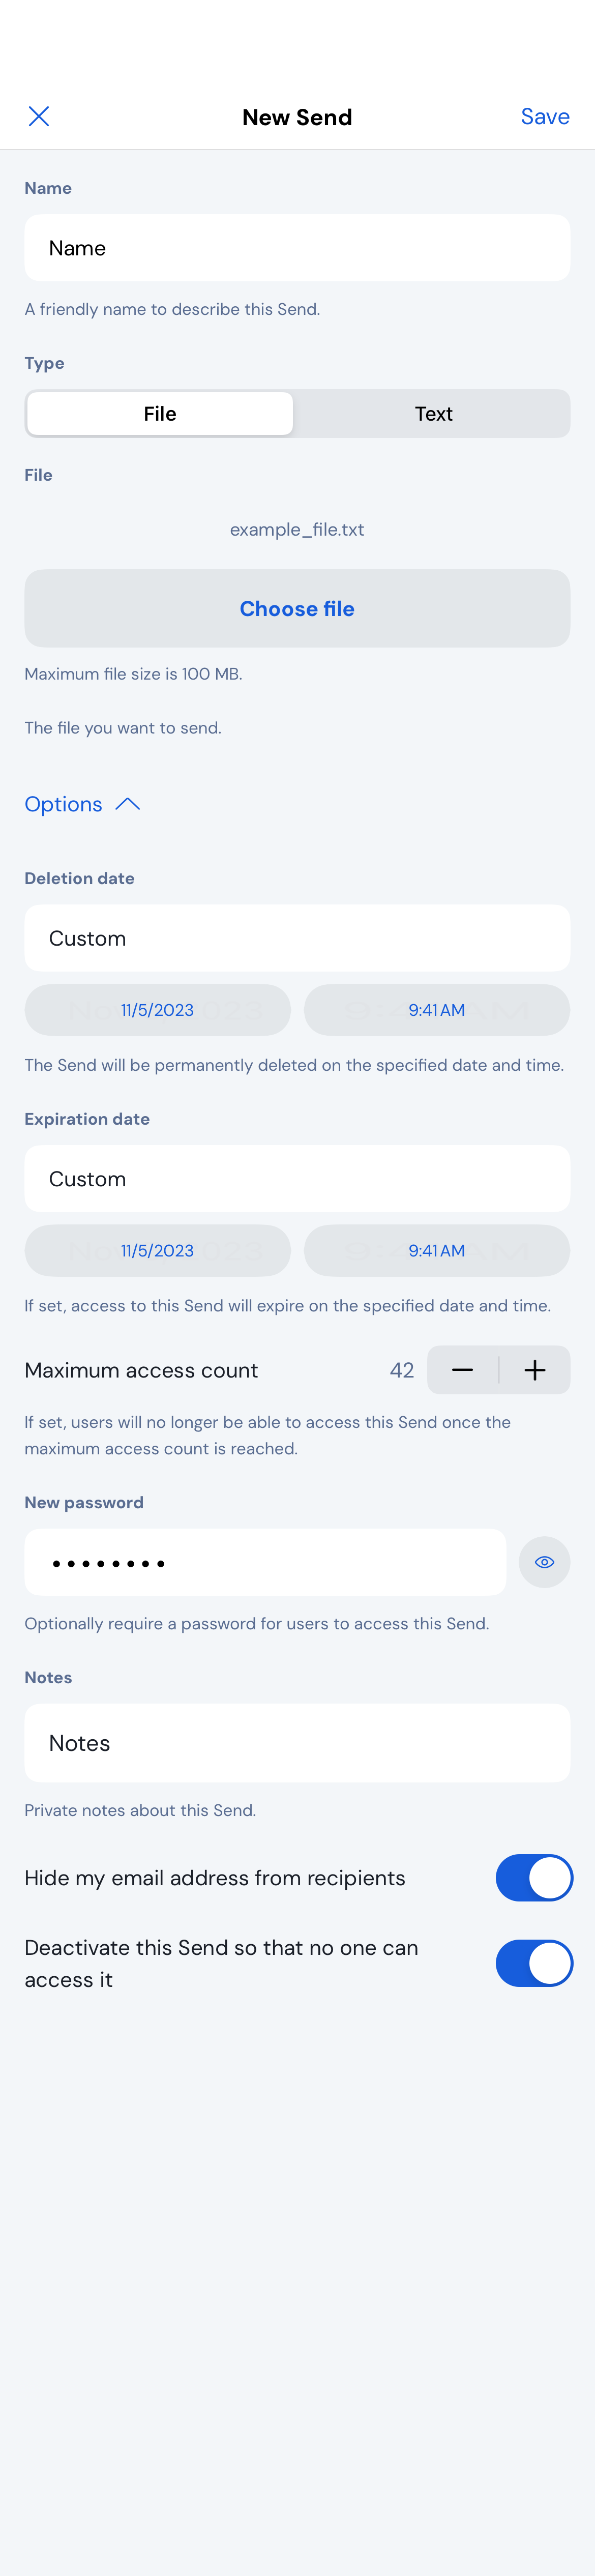 New Send
Save
Name
Name
A friendly name to describe this Send.
Type
File
Text
File
example_file.txt
Choose file
Maximum file size is 100 MB.
The file you want to send.
Options
Deletion date
Custom
11/5/2023
9:41 AM
The Send will be permanently deleted on the specified date and time.
Expiration date
Custom
11/5/2023
9:41 AM
If set, access to this Send will expire on the specified date and time.
Maximum access count
42
If set, users will no longer be able to access this Send once the
maximum access count is reached.
New password
••••••••
Optionally require a password for users to access this Send.
Notes
Notes
Private notes about this Send.
Hide my email address from recipients
Deactivate this Send so that no one can
access it